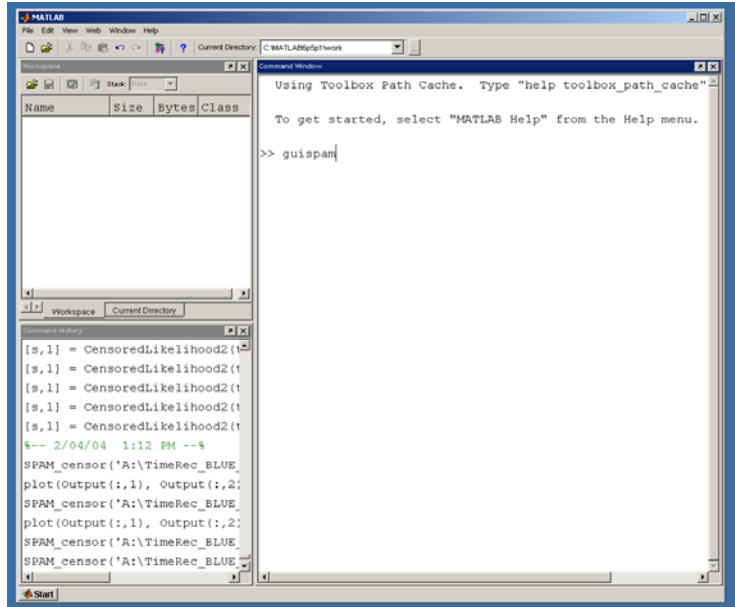 MATLAB
File Edit View Web Window Help
Current Directory: C:\MATLAB6p5p1\work
Workspace
Stack: Base
Name Size Bytes Class
Workspace Current Directory
Command History
[s,l] = CensoredLikelihood2(t
[s,l] = CensoredLikelihood2(t
[s,l] = CensoredLikelihood2(t
[s,l] = CensoredLikelihood2(t
[s,l] = CensoredLikelihood2(t
%-- 2/04/04 1:12 PM --%
SPAM_censor('A:\TimeRec_BLUE_
plot(Output(:,1), Output(:,2)
SPAM_censor('A:\TimeRec_BLUE_
plot(Output(:,1), Output(:,2)
SPAM_censor('A:\TimeRec_BLUE_
SPAM_censor('A:\TimeRec_BLUE_
Command Window
Using Toolbox Path Cache. Type "help toolbox_path_cache"
To get started, select "MATLAB Help" from the Help menu.
>> guispam
Start